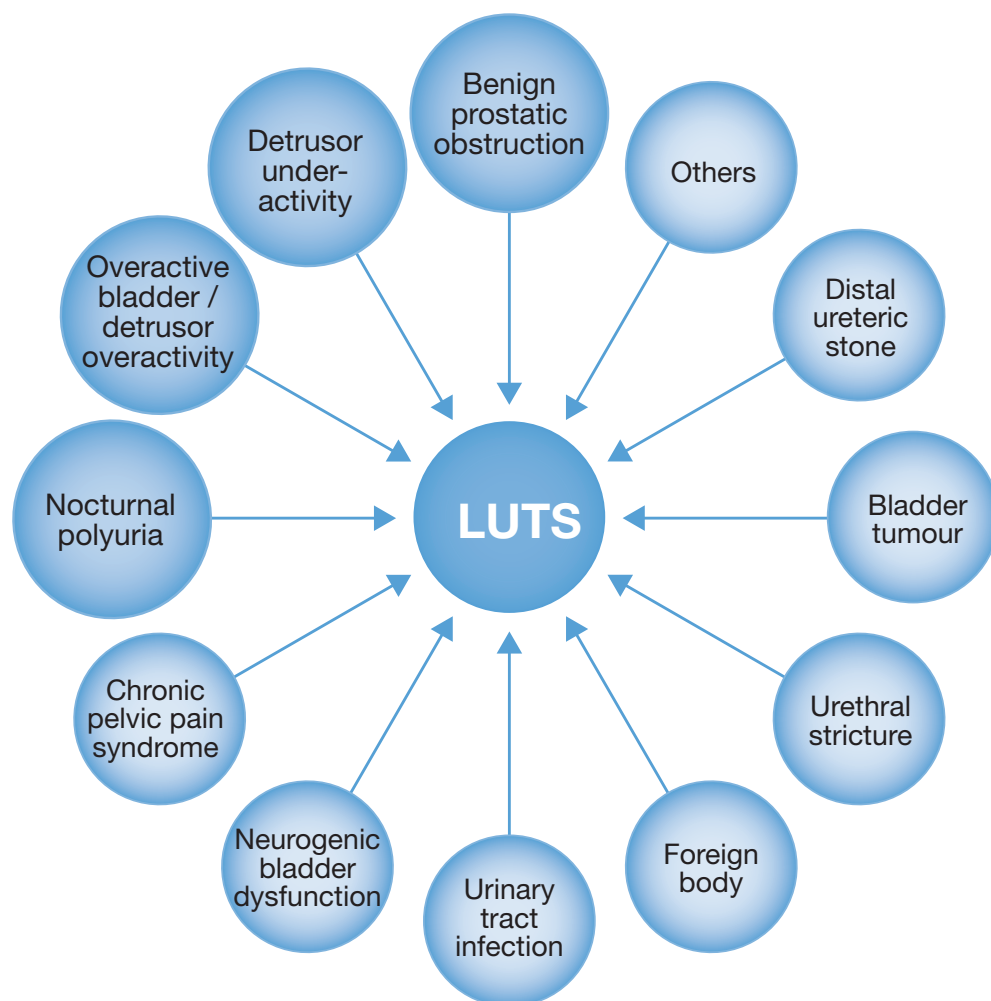 Benign
prostatic
obstruction
Others
Distal
ureteric
stone
Bladder
tumour
Urethral
stricture
Foreign
body
Urinary
tract
infection
Neurogenic
bladder
dysfunction
Chronic
pelvic pain
syndrome
Nocturnal
polyuria
Overactive
bladder /
detrusor
overactivity
Detrusor
under-
activity
LUTS